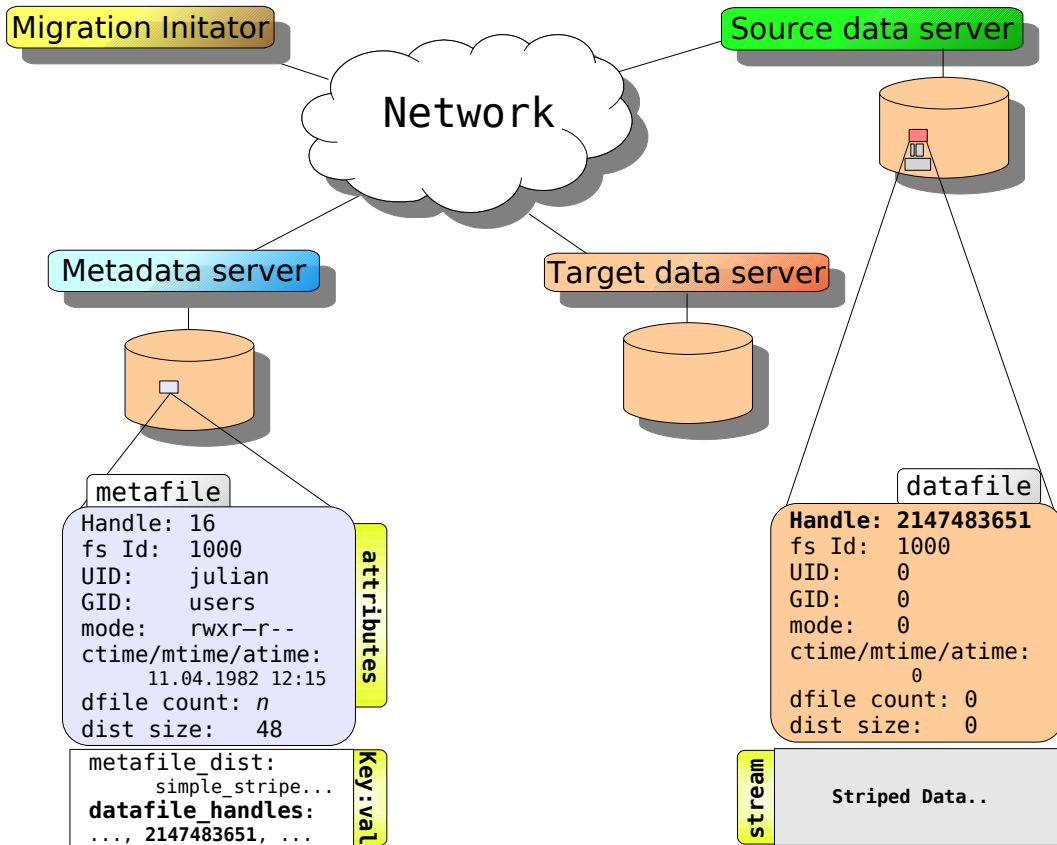 Migration Initator
Source data server
Network
Metadata server
Target data server
metafile
Handle: 16
fs Id: 1000
UID: julian
GID: users
mode: rwxr—r--
ctime/mtime/atime:
11.04.1982 12:15
dfile count: n
dist size: 48
attributes
metafile_dist:
simple_stripe...
datafile_handles:
..., 2147483651, ...
Key:val
datafile
Handle: 2147483651
fs Id: 1000
UID: 0
GID: 0
mode: 0
ctime/mtime/atime:
0
dfile count: 0
dist size: 0
stream
Striped Data..